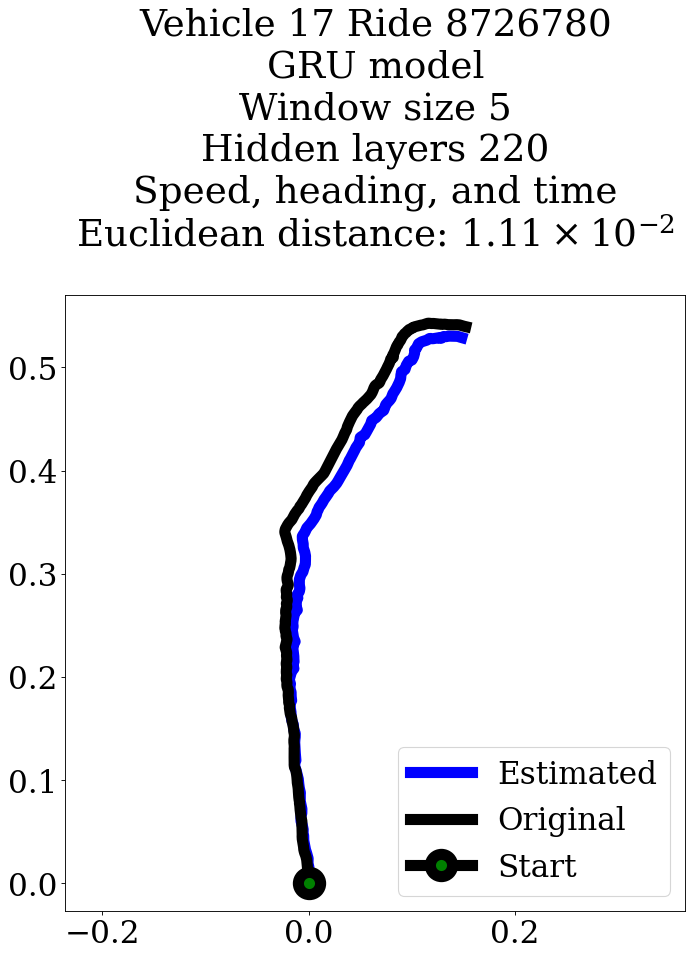 Vehicle 17 Ride 8726780
GRU model
Window size 5
Hidden layers 220
Speed, heading, and time
Euclidean distance: 1.11 × 10⁻²
0.5
0.4
0.3
0.2
0.1
0.0
Estimated
Original
Start
−0.2
0.0
0.2